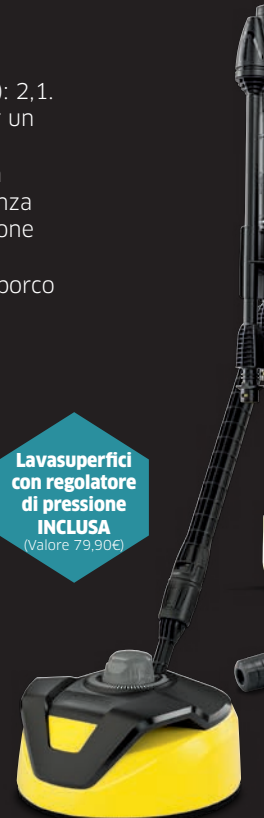 ): 2,1.
un
nza
one
porco
Lavasuperfici
con regolatore
di pressione
INCLUSA
(Valore 79,90€)